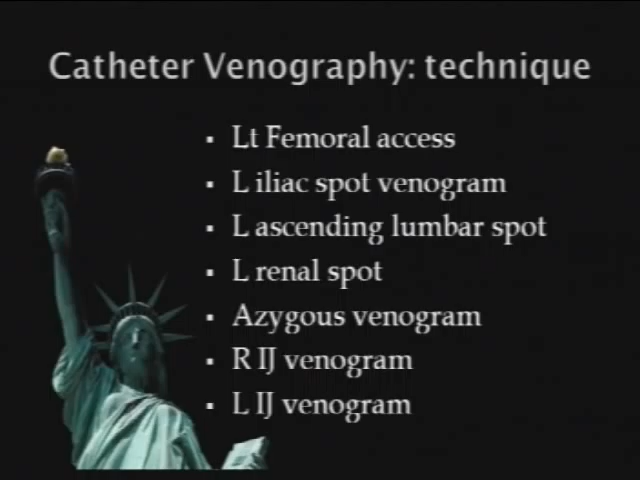 Catheter Venography: technique
▪ Lt Femoral access
▪ L iliac spot venogram
▪ L ascending lumbar spot
▪ L renal spot
▪ Azygous venogram
▪ R IJ venogram
▪ L IJ venogram